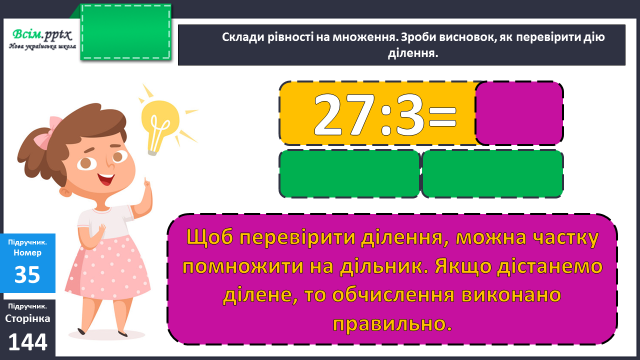 Всім.pptx
Нова українська школа
Склади рівності на множення. Зроби висновок, як перевірити дію
ділення.
27:3=
Щоб перевірити ділення, можна частку
помножити на дільник. Якщо дістанемо
ділене, то обчислення виконано
правильно.
Підручник.
Номер
35
Підручник.
Сторінка
144